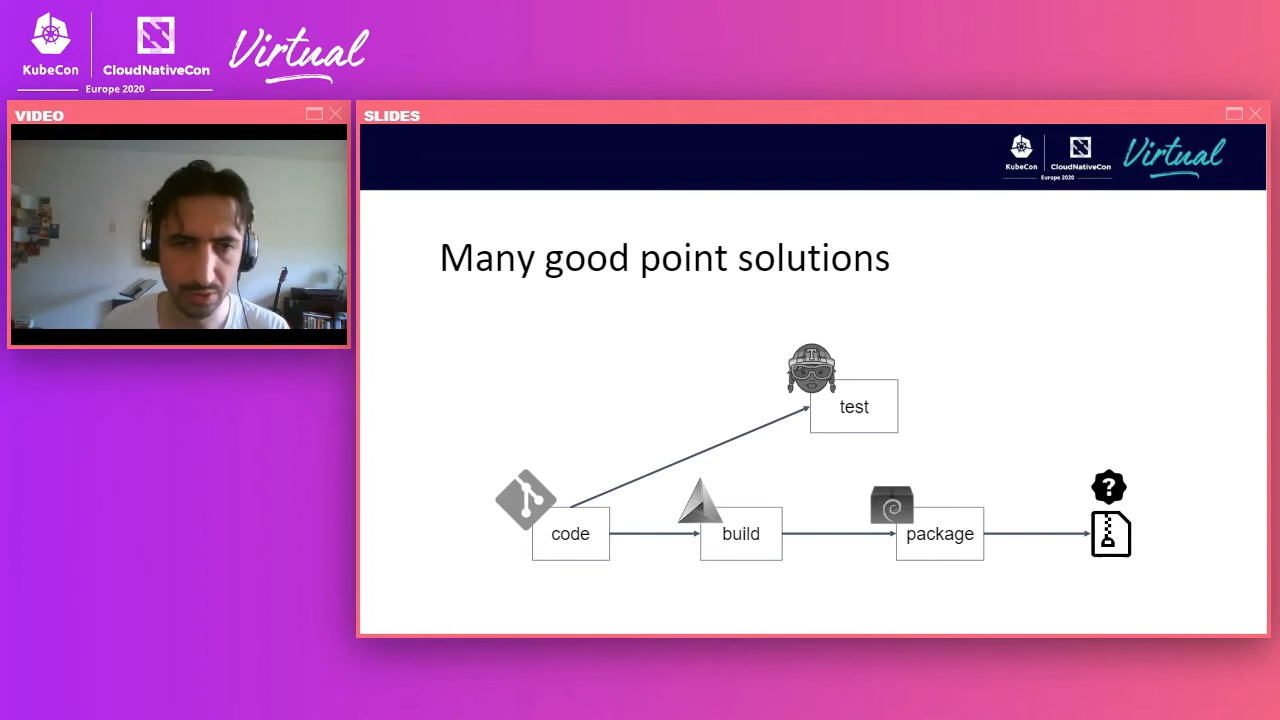 KubeCon
CloudNativeCon
Europe 2020
Virtual
VIDEO
SLIDES
KubeCon
CloudNativeCon
Europe 2020
Virtual
Many good point solutions
T
test
code
build
package
?